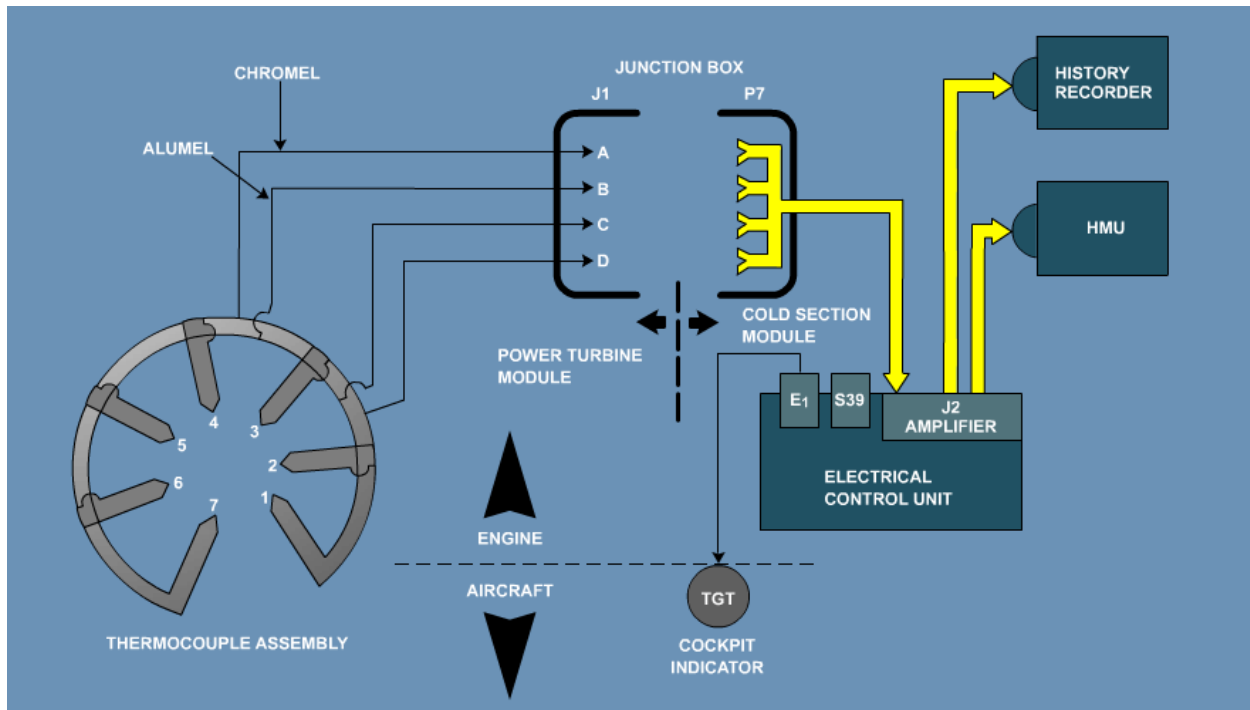 CHROMEL
ALUMEL
JUNCTION BOX
J1
P7
A
B
C
D
HISTORY
RECORDER
HMU
COLD SECTION
MODULE
POWER TURBINE
MODULE
E1
S39
J2
AMPLIFIER
ELECTRICAL
CONTROL UNIT
4
3
5
2
6
1
7
ENGINE
AIRCRAFT
TGT
COCKPIT
INDICATOR
THERMOCOUPLE ASSEMBLY